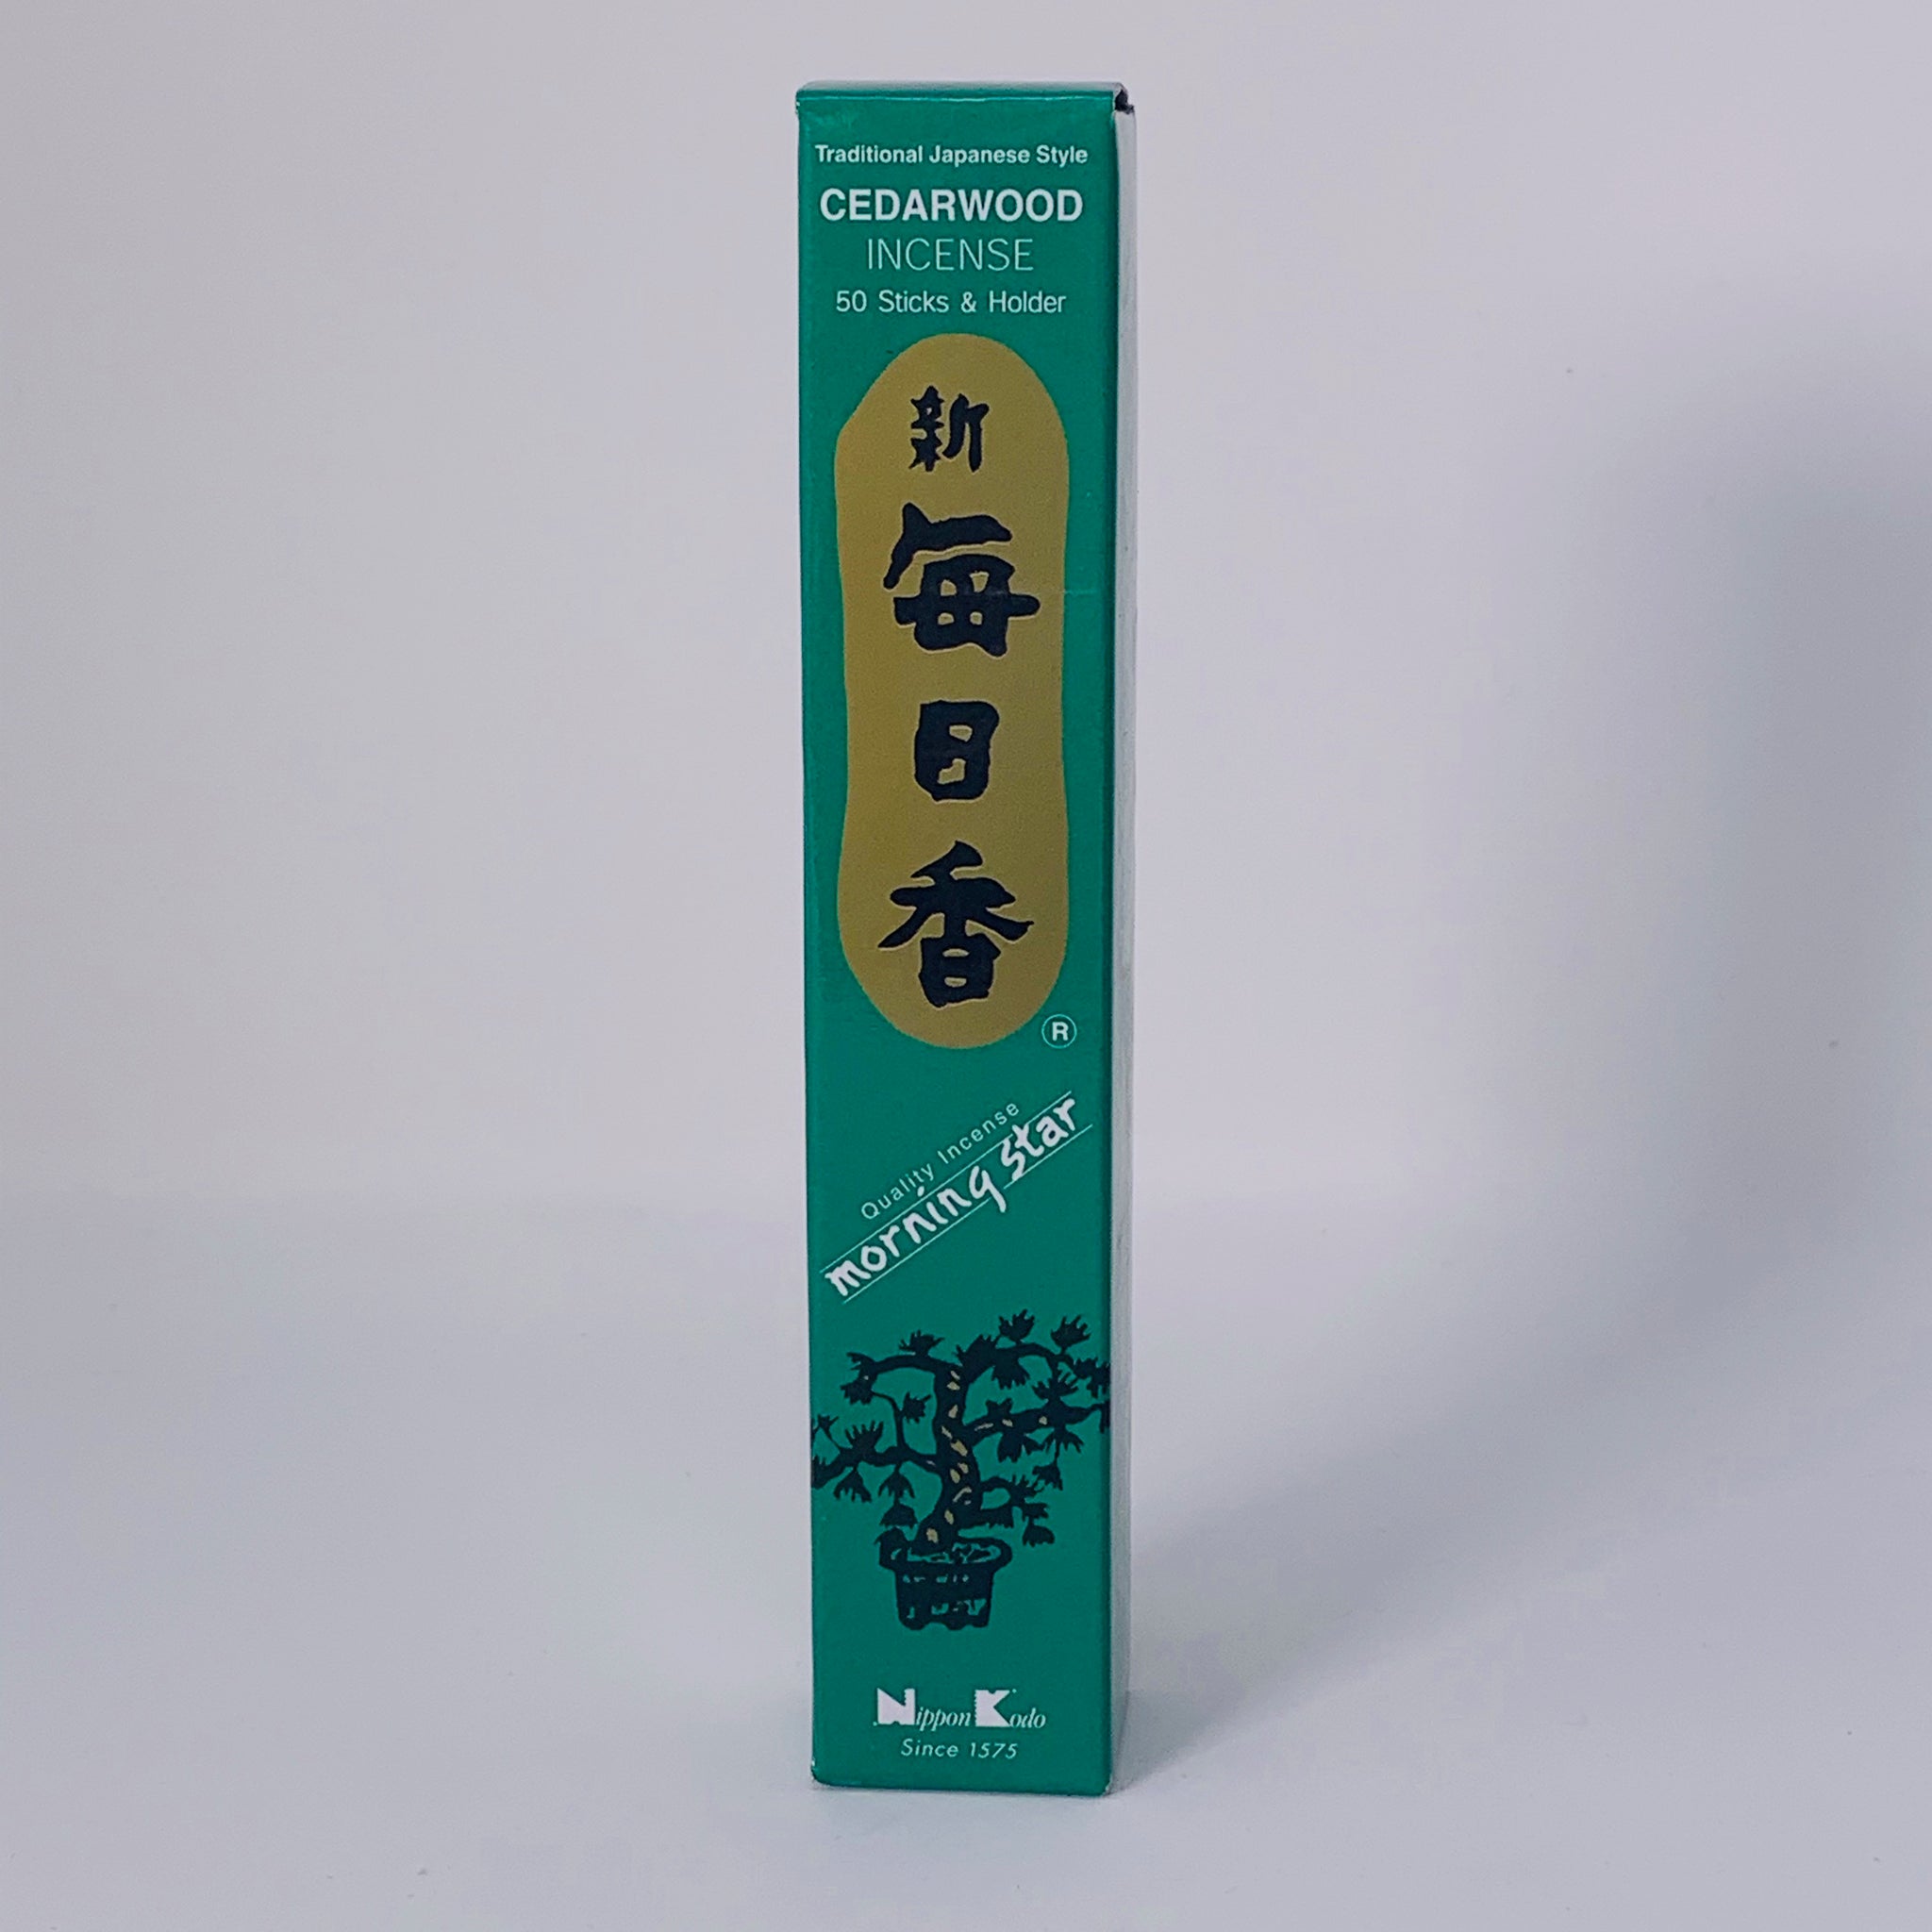 Traditional Japanese Style
CEDARWOOD
INCENSE
50 Sticks & Holder
新毎日香
®
Quality Incense
morning star
Nippon Kodo
Since 1575